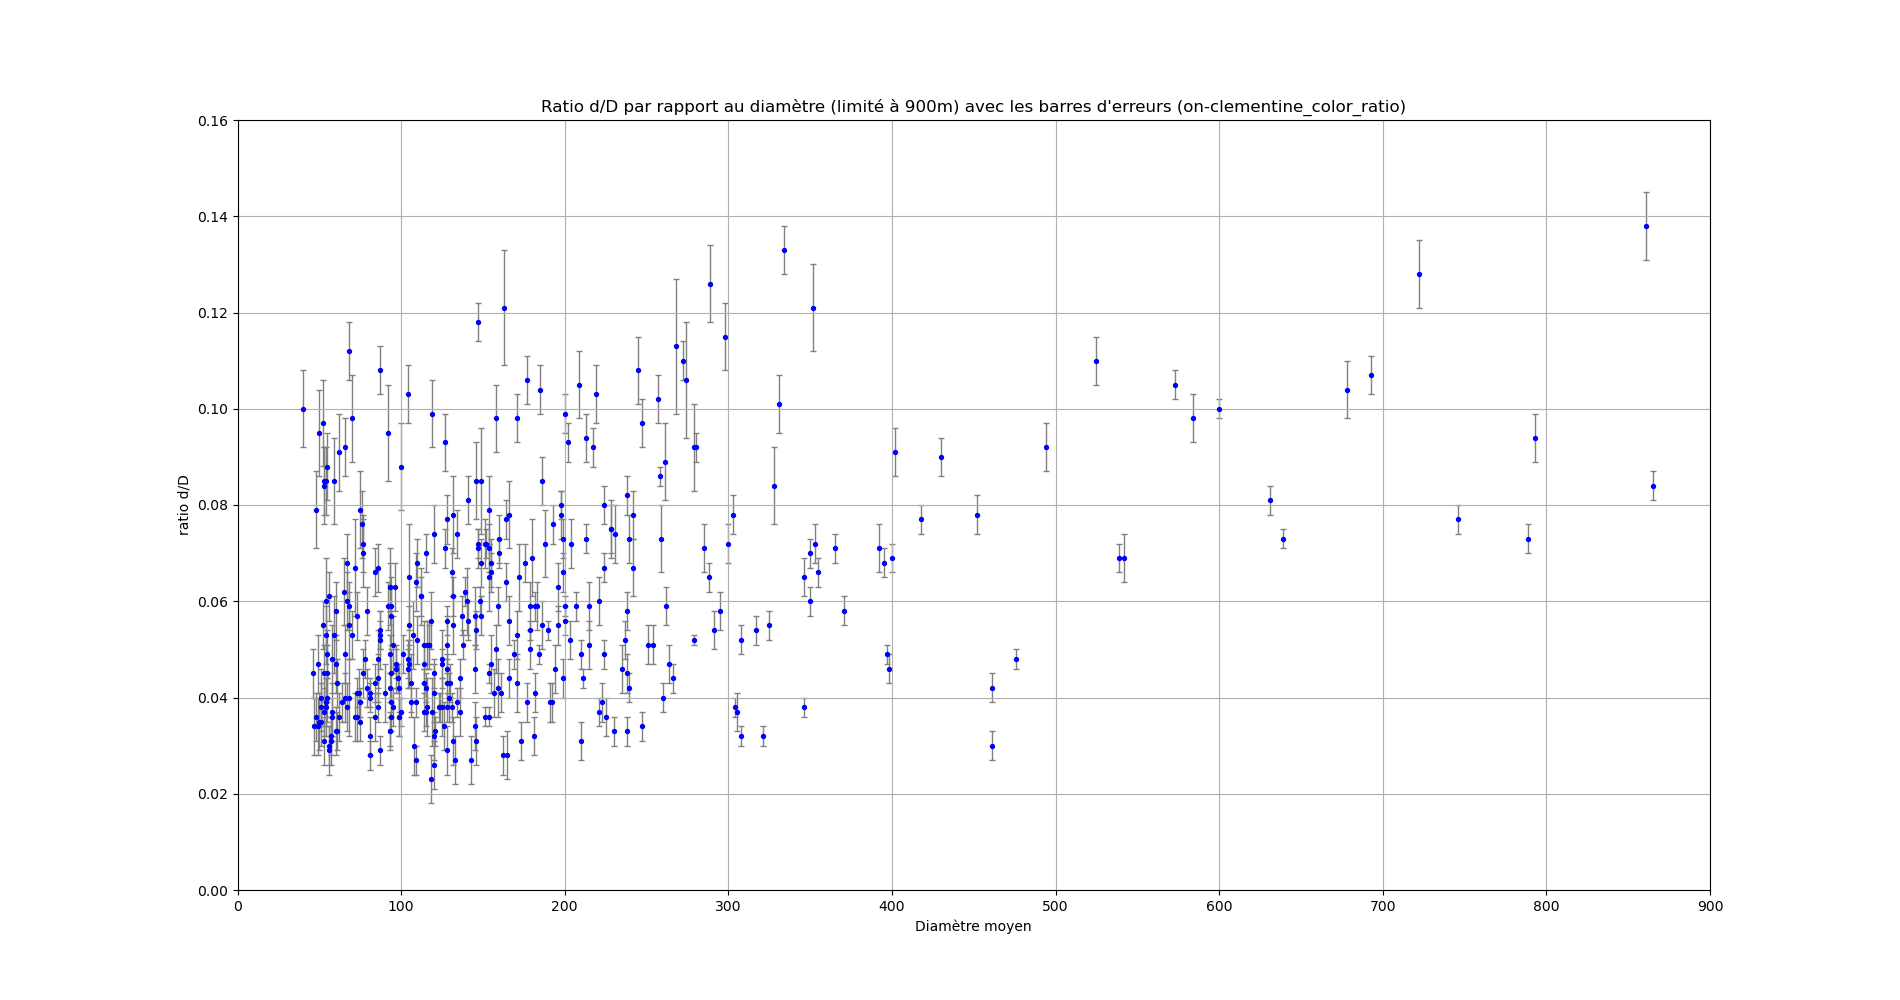 Ratio d/D par rapport au diamètre (limité à 900m) avec les barres d'erreurs (on-clementine_color_ratio)
0.16
0.14
0.12
0.10
0.08
0.06
0.04
0.02
0.00
ratio d/D
0 100 200 300 400 500 600 700 800 900
Diamètre moyen